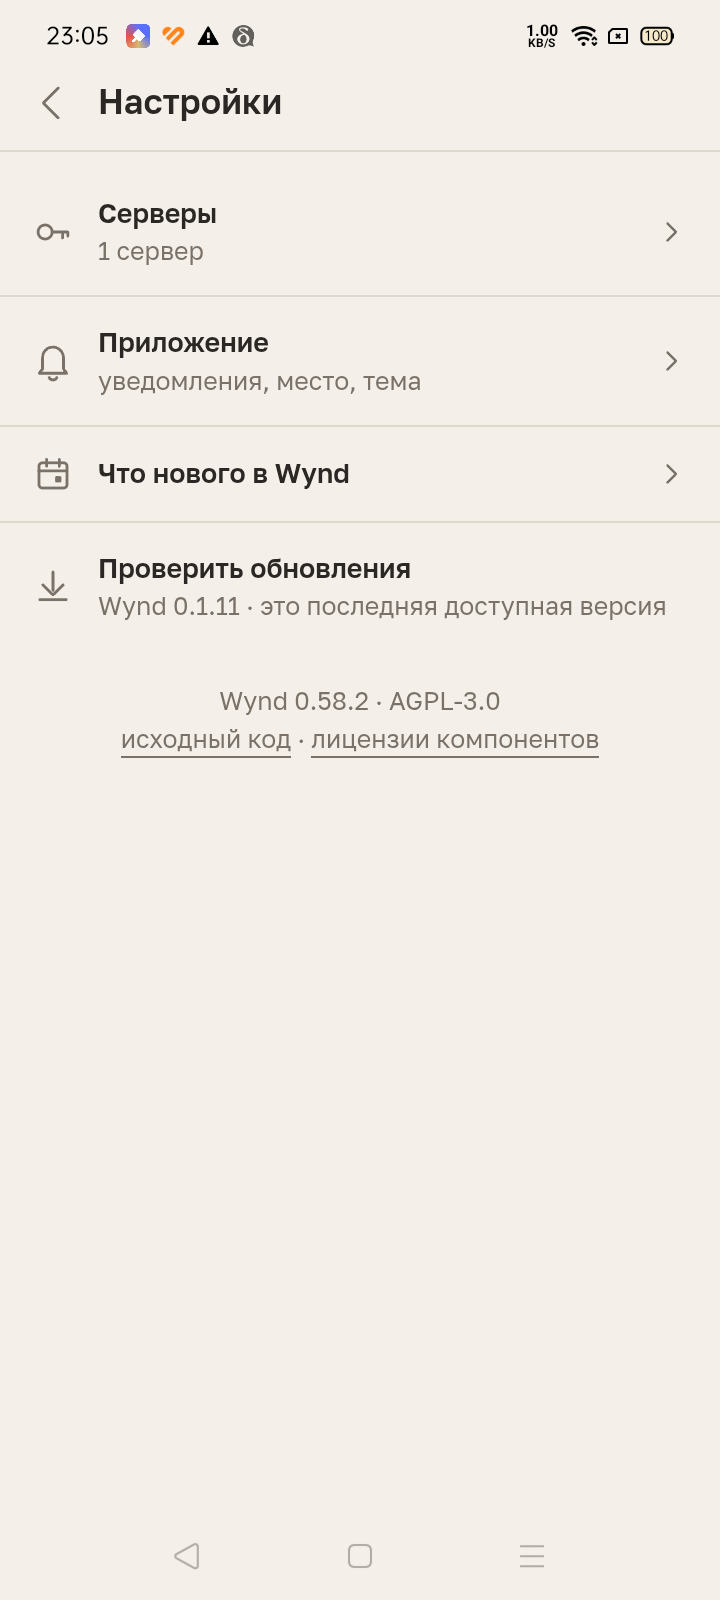 23:05
1.00
KB/S
100
Настройки
Серверы
1 сервер
Приложение
уведомления, место, тема
Что нового в Wynd
Проверить обновления
Wynd 0.1.11 · это последняя доступная версия
Wynd 0.58.2 · AGPL-3.0
исходный код · лицензии компонентов